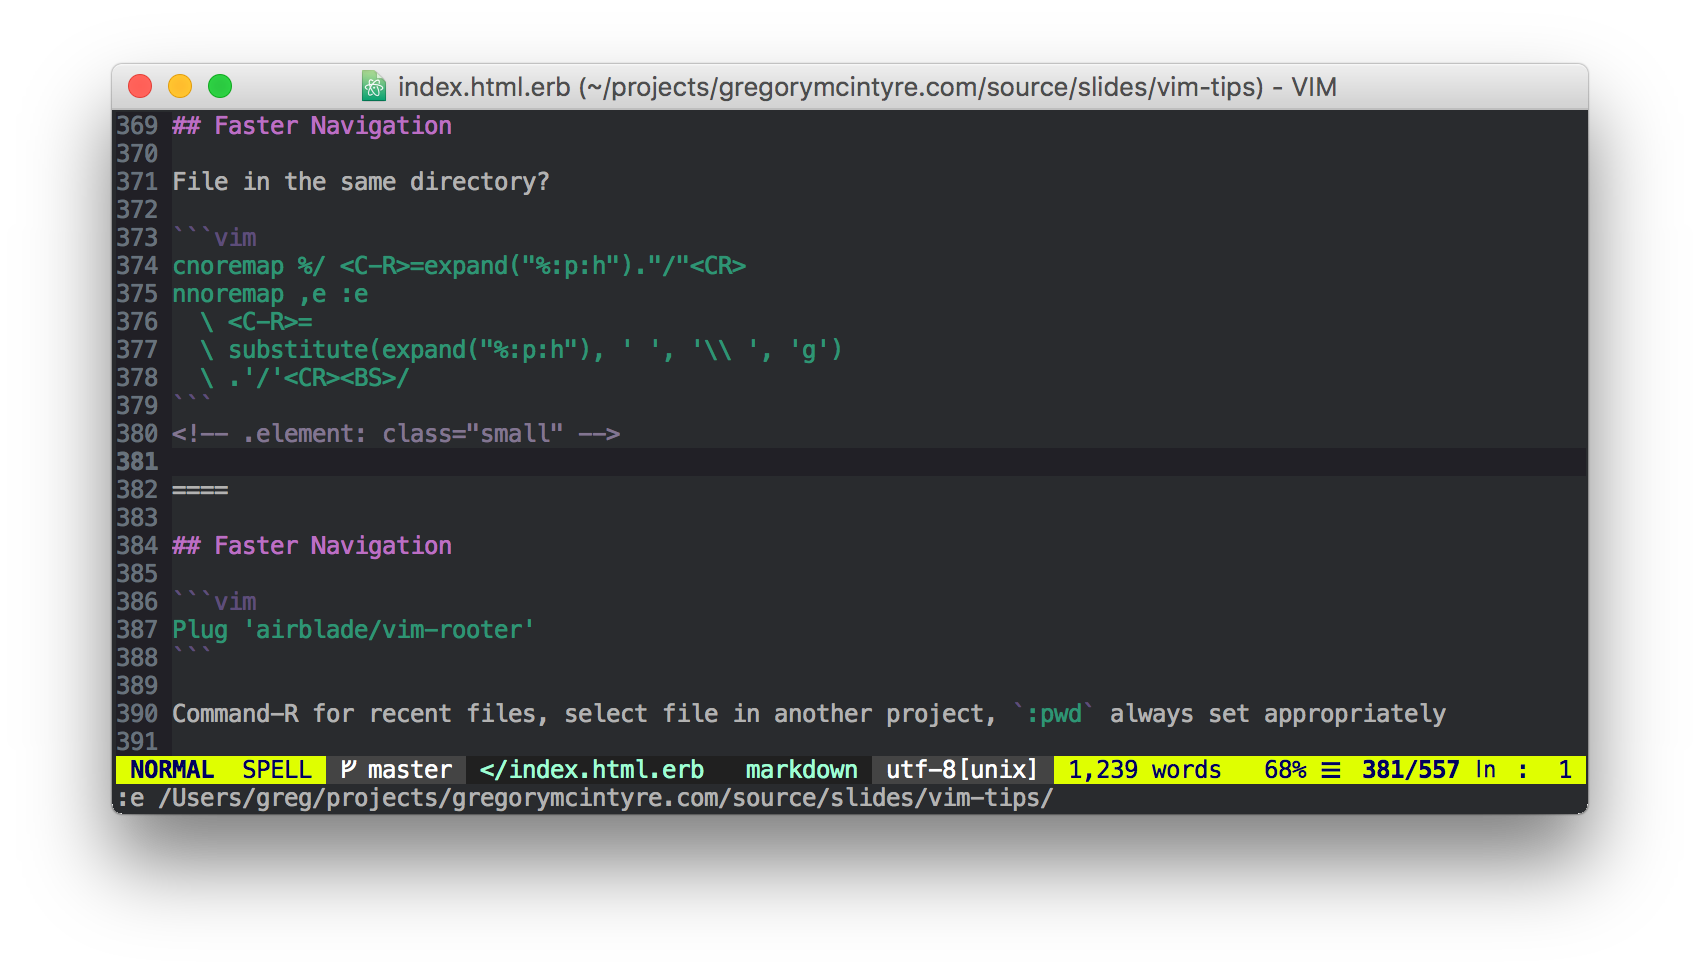 index.html.erb (~/projects/gregorymcintyre.com/source/slides/vim-tips) - VIM
369 ## Faster Navigation
370
371 File in the same directory?
372
373 ```vim
374 cnoremap %/ <C-R>=expand("%:p:h")."/"<CR>
375 nnoremap ,e :e
376   \ <C-R>=
377   \ substitute(expand("%:p:h"), ' ', '\\ ', 'g')
378   \ .'/'<CR><BS>/
379 ```
380 <!-- .element: class="small" -->
381
382 ====
383
384 ## Faster Navigation
385
386 ```vim
387 Plug 'airblade/vim-rooter'
388 ```
389
390 Command-R for recent files, select file in another project, `:pwd` always set appropriately
391
NORMAL  SPELL  master  </index.html.erb  markdown  utf-8[unix]  1,239 words  68% ☰ 381/557 ln :  1
:e /Users/greg/projects/gregorymcintyre.com/source/slides/vim-tips/